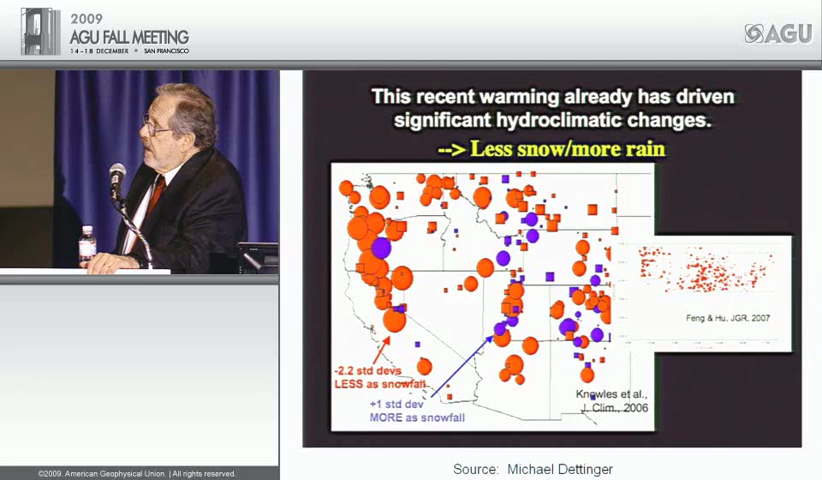 2009
AGU FALL MEETING
14-18 DECEMBER • SAN FRANCISCO
AGU
This recent warming already has driven
significant hydroclimatic changes.
--> Less snow/more rain
Feng & Hu, JGR, 2007
-2.2 std devs
LESS as snowfall
+1 std dev
MORE as snowfall
Knowles et al.,
J. Clim., 2006
©2009. American Geophysical Union. | All rights reserved.
Source: Michael Dettinger